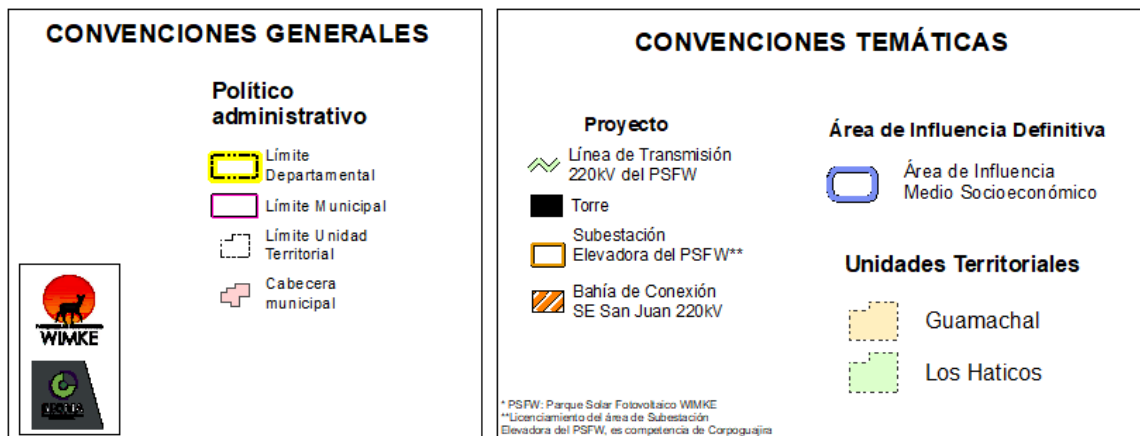 CONVENCIONES GENERALES
Político
administrativo
Límite
Departamental
Límite Municipal
Límite Unidad
Territorial
Cabecera
municipal
WIMKE
CONVENCIONES TEMÁTICAS
Proyecto
Línea de Transmisión
220kV del PSFW
Torre
Subestación
Elevadora del PSFW**
Bahía de Conexión
SE San Juan 220kV
Área de Influencia Definitiva
Área de Influencia
Medio Socioeconómico
Unidades Territoriales
Guamachal
Los Haticos
* PSFW: Parque Solar Fotovoltaico WIMKE
**Licenciamiento del área de Subestación
Elevadora del PSFW, es competencia de Corpoguajira